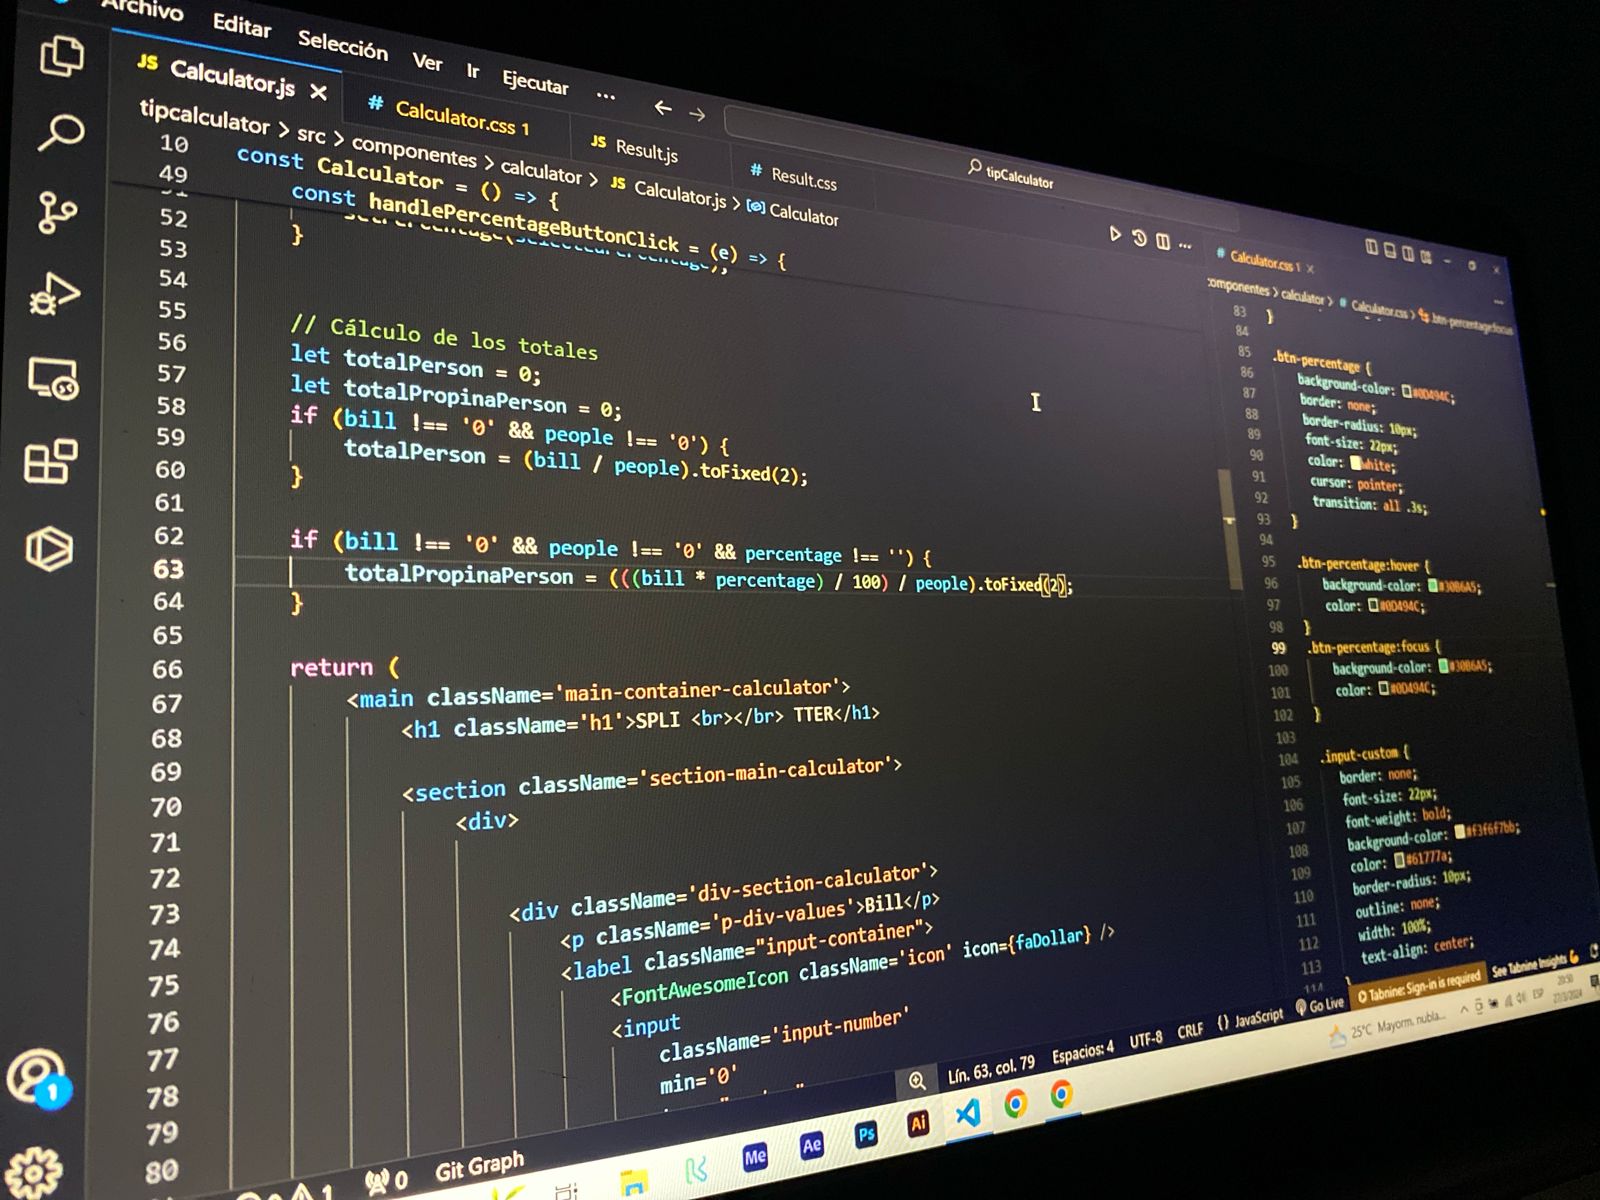 Archivo Editar Selección Ver Ir Ejecutar ...
tipCalculator
JS Calculator.js
# Calculator.css 1
JS Result.js
# Result.css
tipcalculator > src > componentes > calculator > JS Calculator.js > Calculator
10 const Calculator = () => {
49 const handlePercentageButtonClick = (e) => {
52 }
53
54
55 // Cálculo de los totales
56 let totalPerson = 0;
57 let totalPropinaPerson = 0;
58 if (bill !== '0' && people !== '0') {
59 totalPerson = (bill / people).toFixed(2);
60 }
61
62 if (bill !== '0' && people !== '0' && percentage !== '') {
63 totalPropinaPerson = (((bill * percentage) / 100) / people).toFixed(2);
64 }
65
66 return (
67 <main className='main-container-calculator'>
68 <h1 className='h1'>SPLI <br></br> TTER</h1>
69
70 <section className='section-main-calculator'>
71 <div>
72
73 <div className='div-section-calculator'>
74 <p className='p-div-values'>Bill</p>
75 <label className="input-container">
76 <FontAwesomeIcon className='icon' icon={faDollar} />
77 <input
78 className='input-number'
79 min='0'
80
# Calculator.css 1
componentes > calculator > # Calculator.css > .btn-percentage:focus
83 }
84
85 .btn-percentage {
86 background-color: #0D494C;
87 border: none;
88 border-radius: 10px;
89 font-size: 22px;
90 color: white;
91 cursor: pointer;
92 transition: all .3s;
93 }
94
95 .btn-percentage:hover {
96 background-color: #30B6A5;
97 color: #0D494C;
98 }
99 .btn-percentage:focus {
100 background-color: #30B6A5;
101 color: #0D494C;
102 }
103
104 .input-custom {
105 border: none;
106 font-size: 22px;
107 font-weight: bold;
108 background-color: #f3f6f7bb;
109 color: #61777a;
110 border-radius: 10px;
111 outline: none;
112 width: 100%;
113 text-align: center;
114 }
1
1 0 Git Graph
Lín. 63, col. 79 Espacios: 4 UTF-8 CRLF {} JavaScript Go Live Tabnine: Sign-in is required See Tabnine Insights
Me Ae Ps Ai
25°C Mayorm. nubla... ESP
20:50
27/3/2024